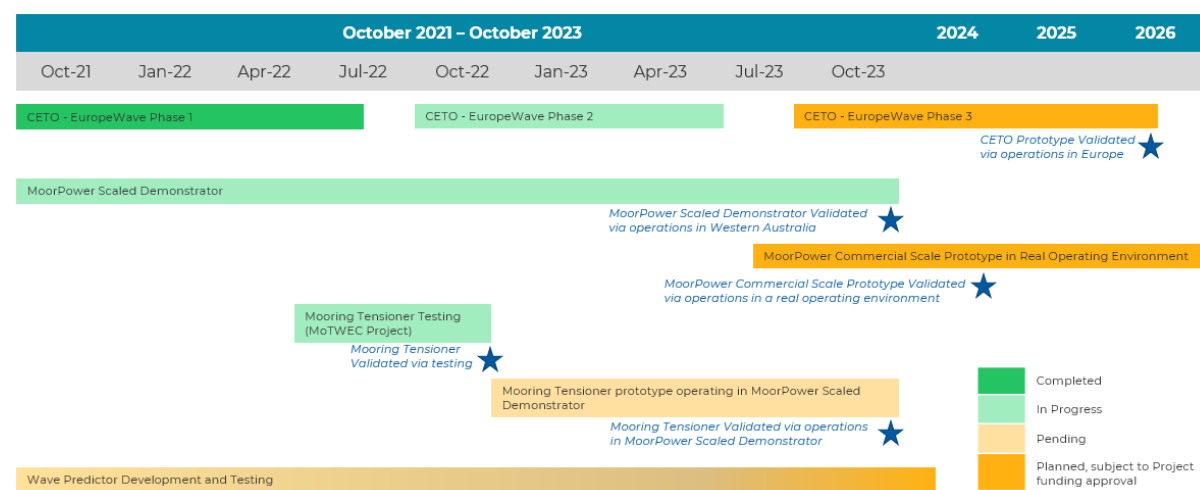 October 2021 – October 2023 2024 2025 2026
Oct-21 Jan-22 Apr-22 Jul-22 Oct-22 Jan-23 Apr-23 Jul-23 Oct-23
CETO - EuropeWave Phase 1 CETO - EuropeWave Phase 2 CETO - EuropeWave Phase 3
CETO Prototype Validated
via operations in Europe
MoorPower Scaled Demonstrator
MoorPower Scaled Demonstrator Validated
via operations in Western Australia
MoorPower Commercial Scale Prototype in Real Operating Environment
MoorPower Commercial Scale Prototype Validated
via operations in a real operating environment
Mooring Tensioner Testing
(MoTWEC Project)
Mooring Tensioner
Validated via testing
Mooring Tensioner prototype operating in MoorPower Scaled
Demonstrator
Mooring Tensioner Validated via operations
in MoorPower Scaled Demonstrator
Wave Predictor Development and Testing
Completed
In Progress
Pending
Planned, subject to Project
funding approval